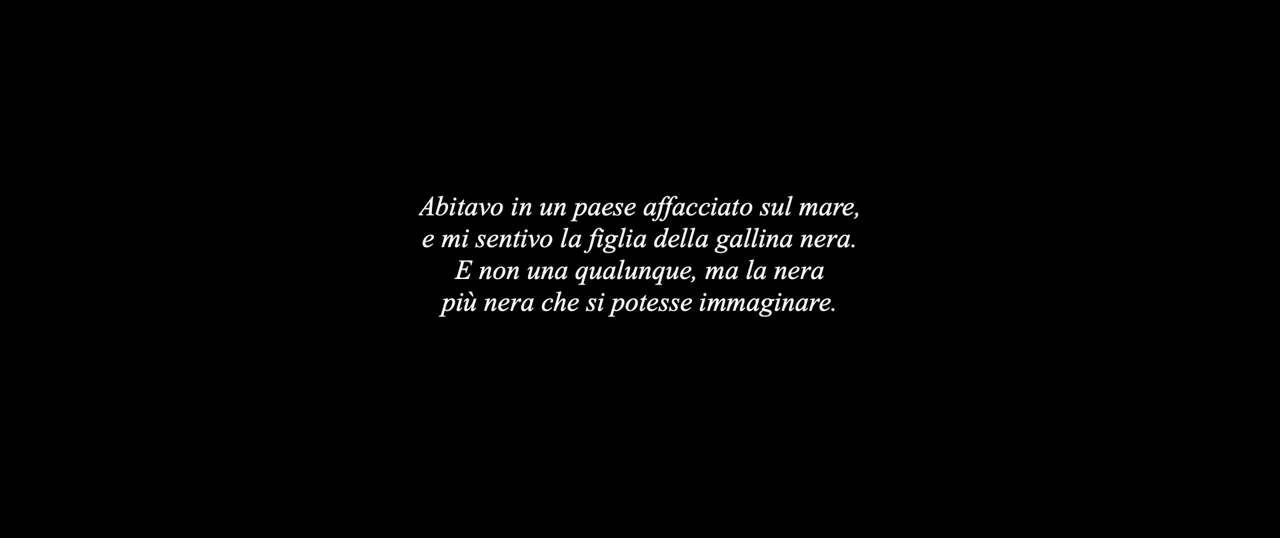 Abitavo in un paese affacciato sul mare,
e mi sentivo la figlia della gallina nera.
E non una qualunque, ma la nera
più nera che si potesse immaginare.